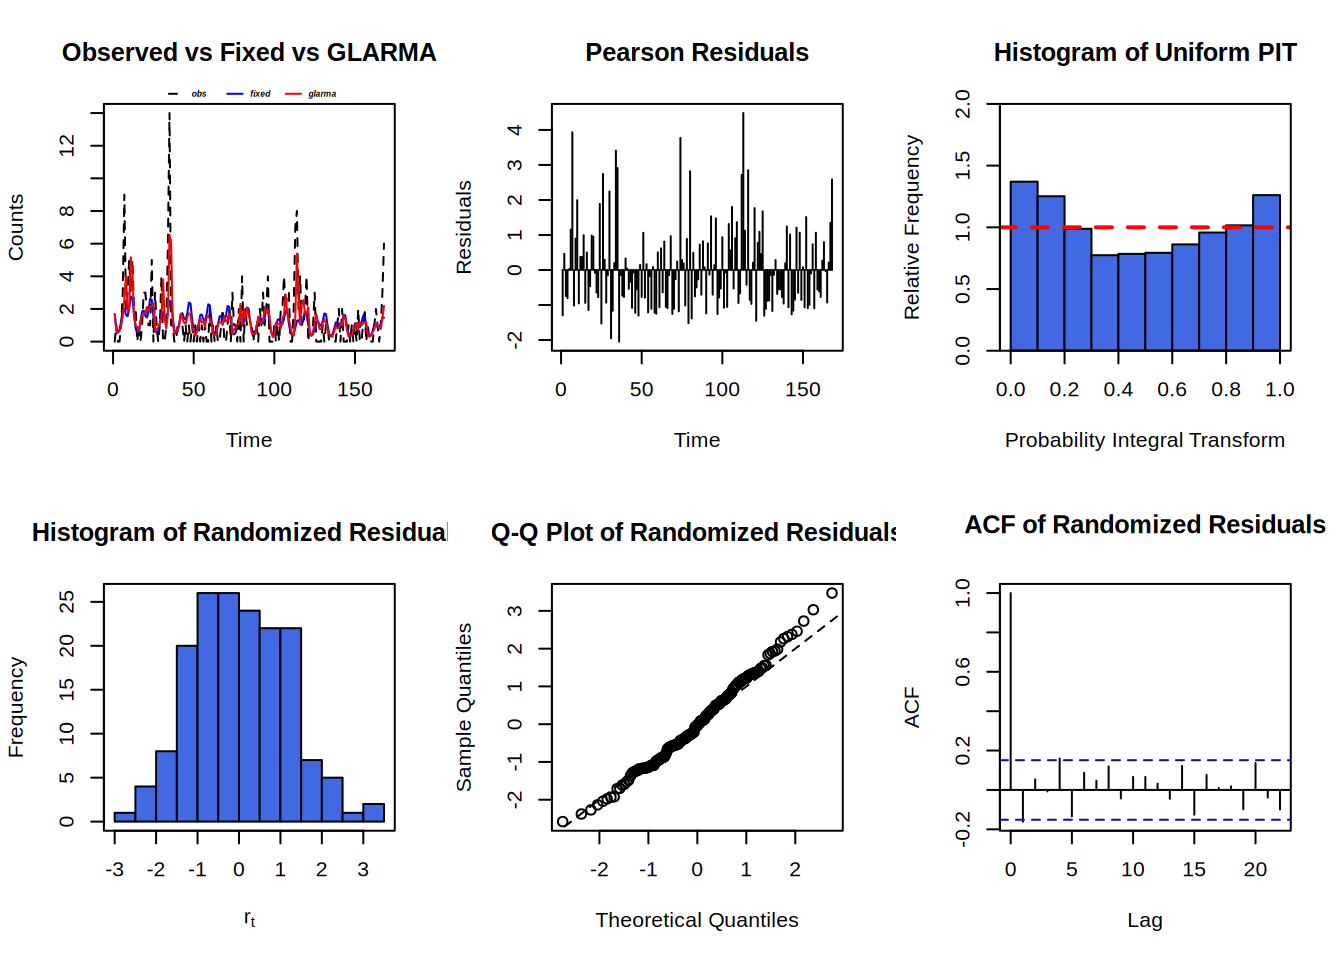 Observed vs Fixed vs GLARMA
obs fixed glarma
Counts
0 2 4 6 8 12
0 50 100 150
Time
Pearson Residuals
Residuals
-2 0 1 2 3 4
0 50 100 150
Time
Histogram of Uniform PIT
Relative Frequency
0.0 0.5 1.0 1.5 2.0
0.0 0.2 0.4 0.6 0.8 1.0
Probability Integral Transform
Histogram of Randomized Residual
Frequency
0 5 10 15 20 25
-3 -2 -1 0 1 2 3
rt
Q-Q Plot of Randomized Residuals
Sample Quantiles
-2 -1 0 1 2 3
-2 -1 0 1 2
Theoretical Quantiles
ACF of Randomized Residuals
ACF
-0.2 0.2 0.6 1.0
0 5 10 15 20
Lag